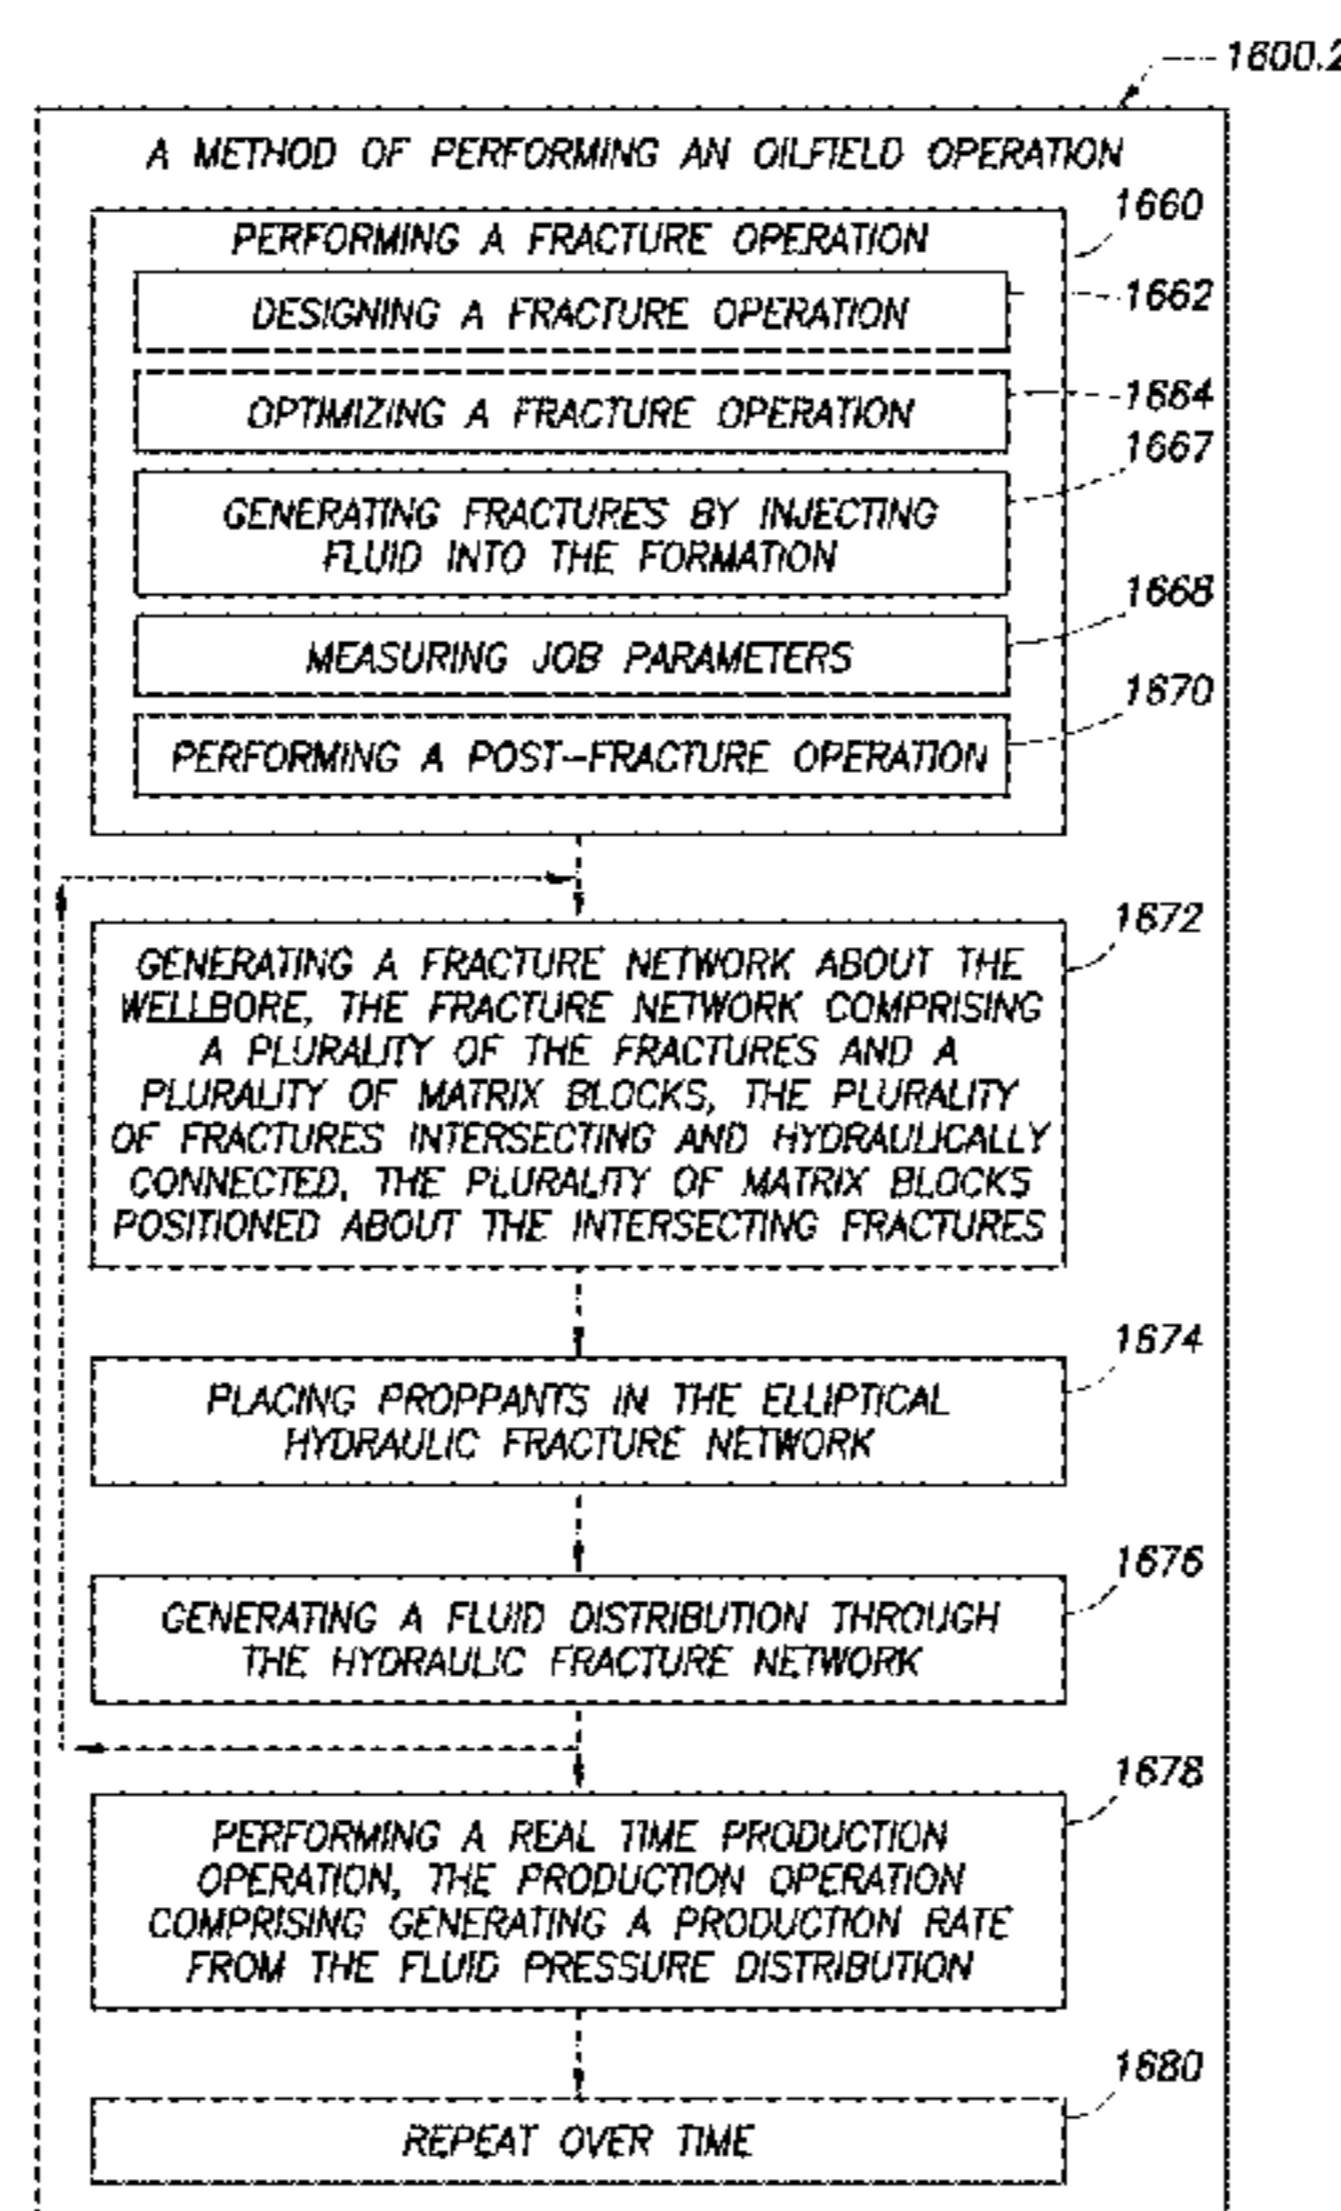 1600.2
A METHOD OF PERFORMING AN OILFIELD OPERATION
1660
PERFORMING A FRACTURE OPERATION
1662
DESIGNING A FRACTURE OPERATION
1664
OPTIMIZING A FRACTURE OPERATION
1667
GENERATING FRACTURES BY INJECTING
FLUID INTO THE FORMATION
1668
MEASURING JOB PARAMETERS
1670
PERFORMING A POST-FRACTURE OPERATION
1672
GENERATING A FRACTURE NETWORK ABOUT THE
WELLBORE, THE FRACTURE NETWORK COMPRISING
A PLURALITY OF THE FRACTURES AND A
PLURALITY OF MATRIX BLOCKS, THE PLURALITY
OF FRACTURES INTERSECTING AND HYDRAULICALLY
CONNECTED, THE PLURALITY OF MATRIX BLOCKS
POSITIONED ABOUT THE INTERSECTING FRACTURES
1674
PLACING PROPPANTS IN THE ELLIPTICAL
HYDRAULIC FRACTURE NETWORK
1676
GENERATING A FLUID DISTRIBUTION THROUGH
THE HYDRAULIC FRACTURE NETWORK
1678
PERFORMING A REAL TIME PRODUCTION
OPERATION, THE PRODUCTION OPERATION
COMPRISING GENERATING A PRODUCTION RATE
FROM THE FLUID PRESSURE DISTRIBUTION
1680
REPEAT OVER TIME